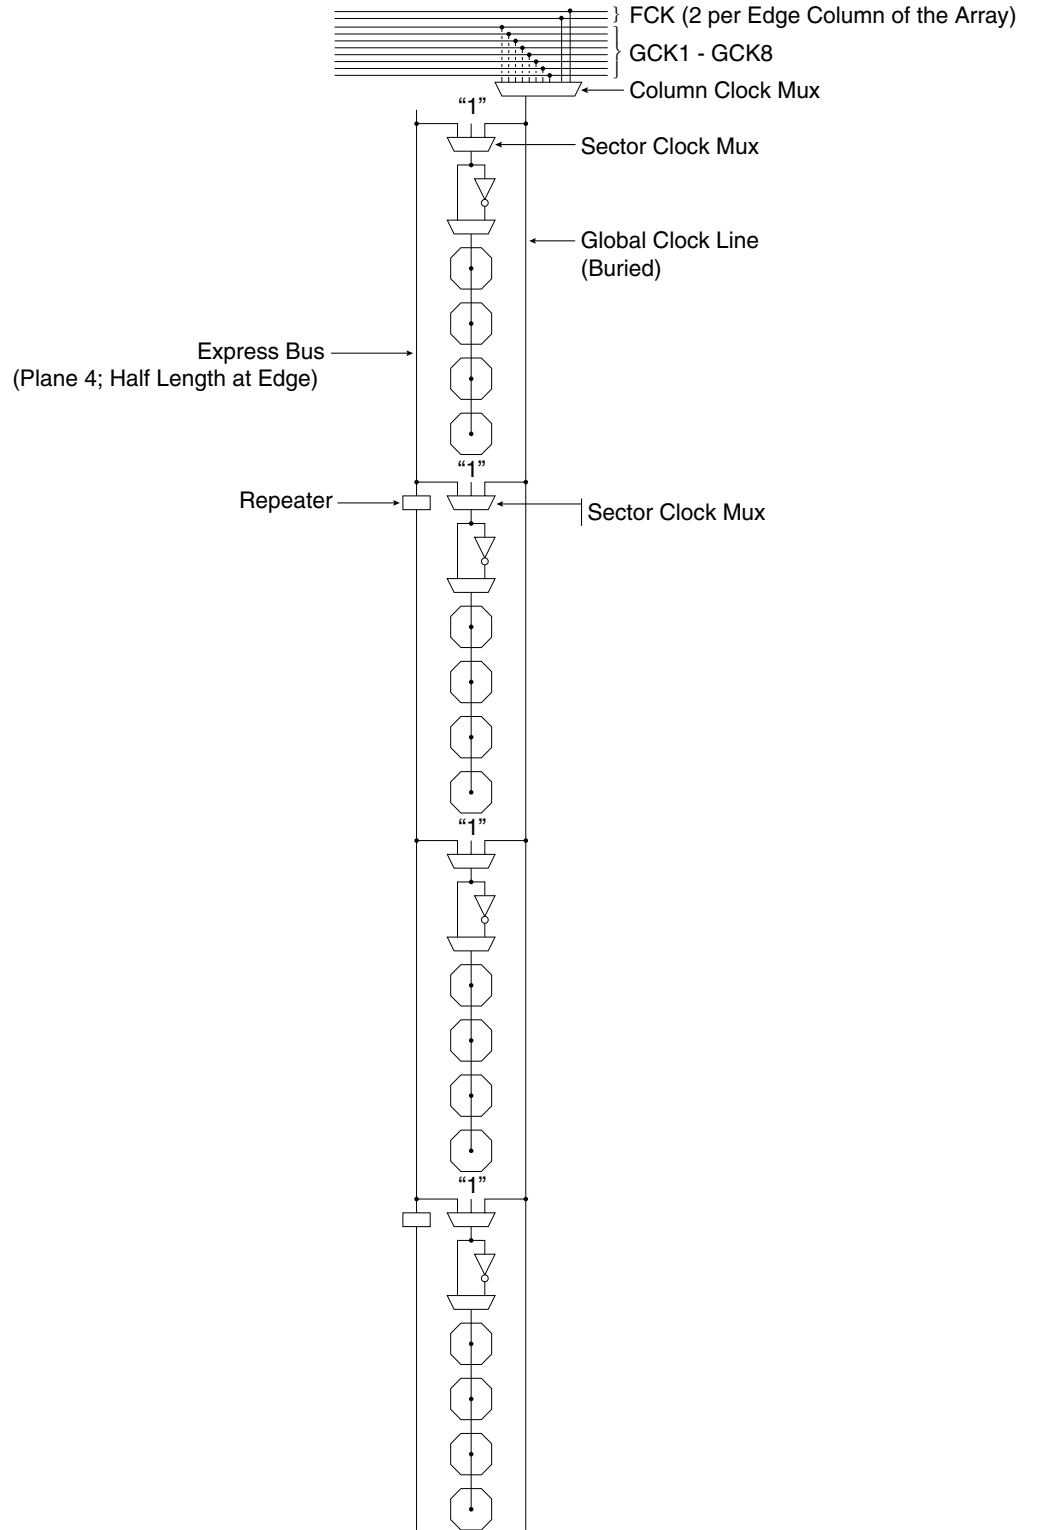 FCK (2 per Edge Column of the Array)
GCK1 - GCK8
Column Clock Mux
“1”
Sector Clock Mux
Global Clock Line
(Buried)
Express Bus
(Plane 4; Half Length at Edge)
“1”
Repeater
Sector Clock Mux
“1”
“1”